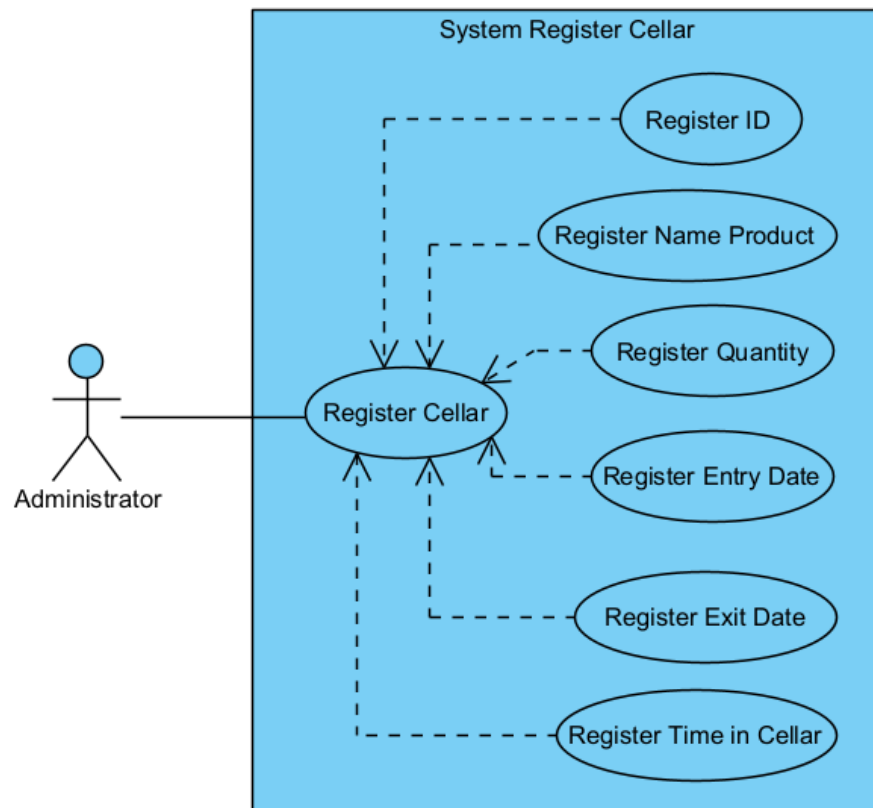 System Register Cellar
Register ID
Register Name Product
Register Quantity
Register Cellar
Register Entry Date
Administrator
Register Exit Date
Register Time in Cellar